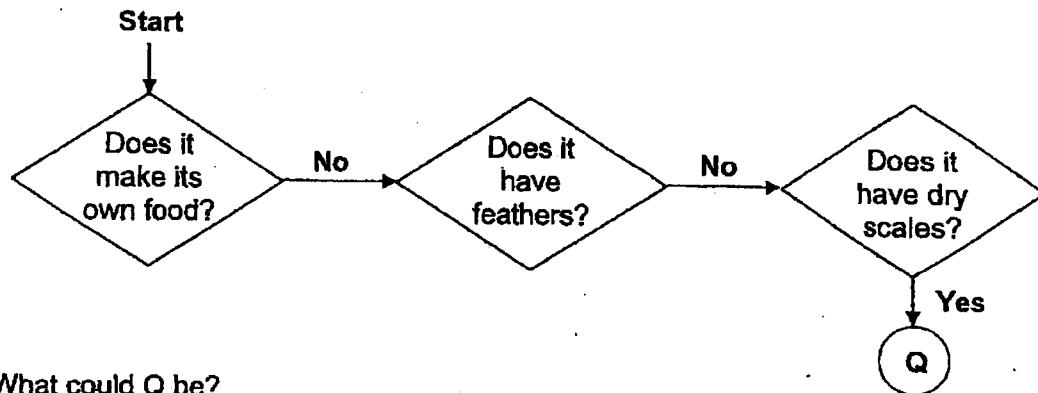 Start
Does it
make its
own food?
No
Does it
have
feathers?
No
Does it
have dry
scales?
Yes
Q
What could Q be?